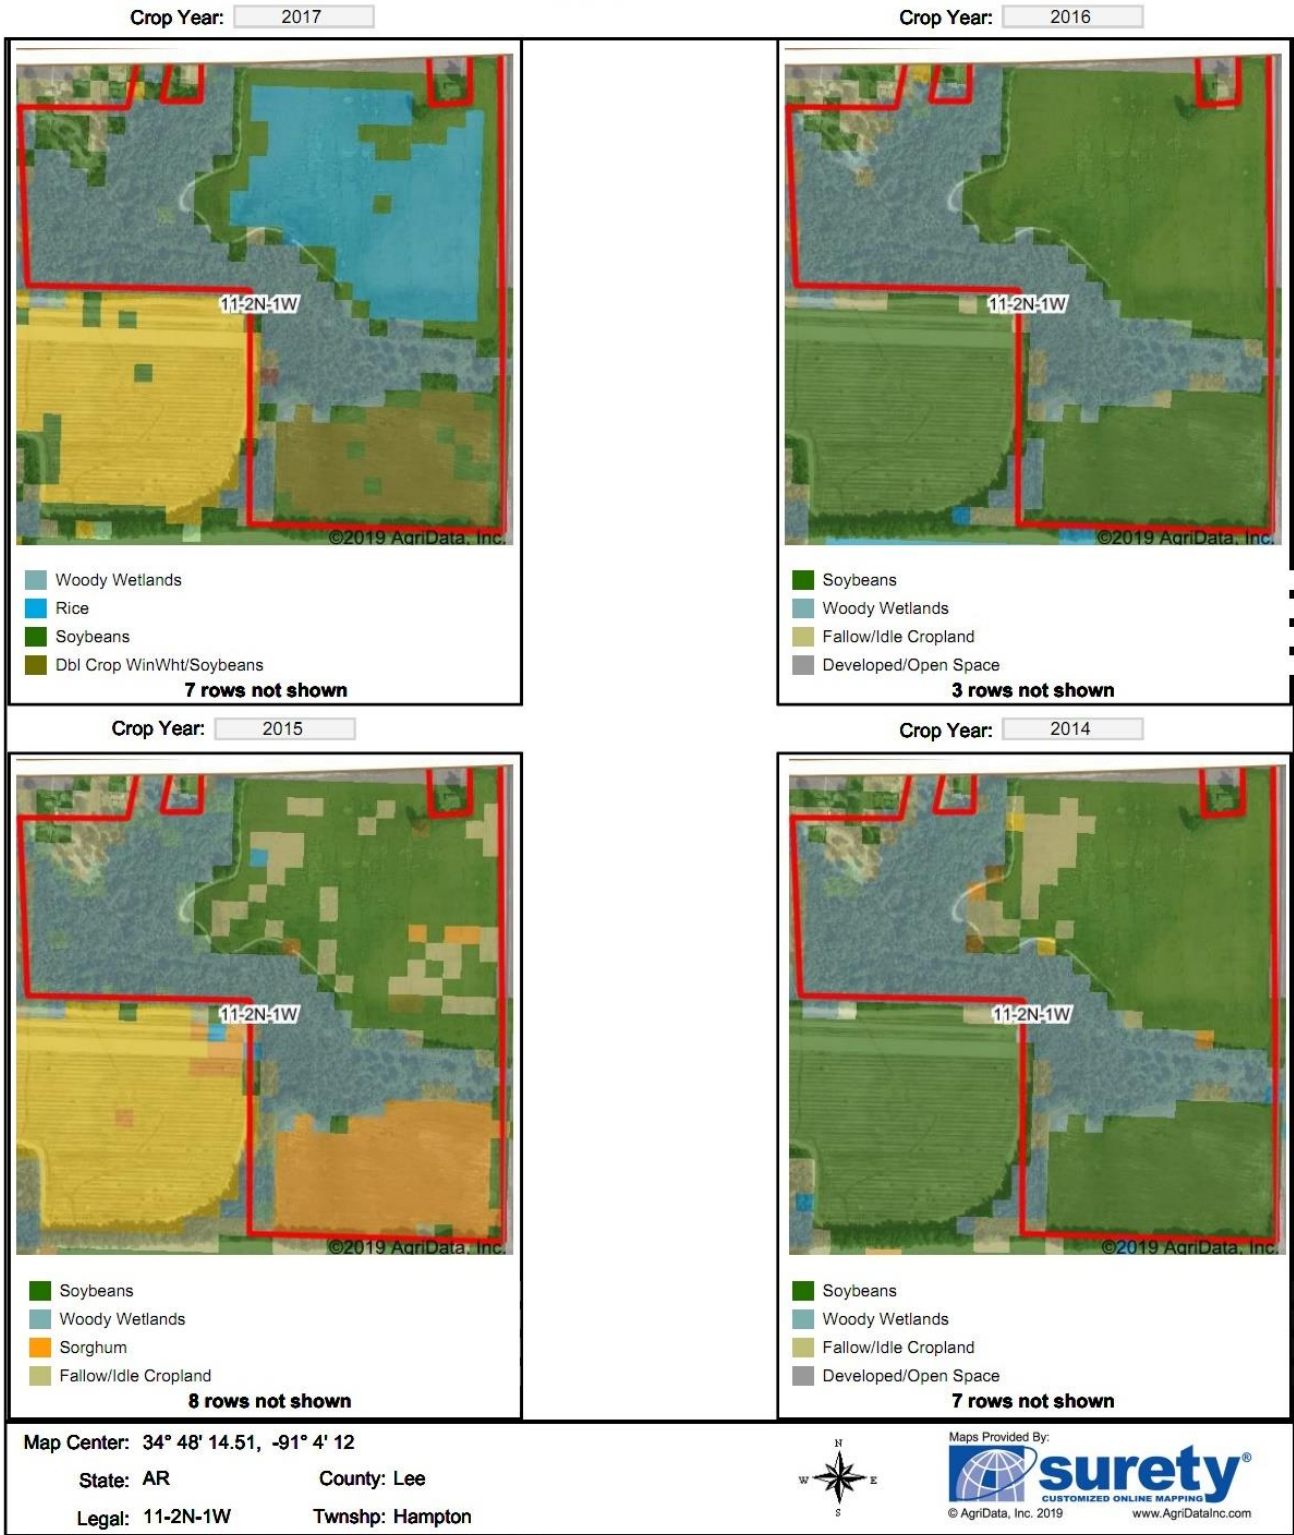 Crop Year: 2017
Crop Year: 2016
11-2N-1W
©2019 AgriData, Inc.
11-2N-1W
©2019 AgriData, Inc.
Woody Wetlands
Rice
Soybeans
Dbl Crop WinWht/Soybeans
7 rows not shown
Soybeans
Woody Wetlands
Fallow/Idle Cropland
Developed/Open Space
3 rows not shown
Crop Year: 2015
Crop Year: 2014
11-2N-1W
©2019 AgriData, Inc.
11-2N-1W
©2019 AgriData, Inc.
Soybeans
Woody Wetlands
Sorghum
Fallow/Idle Cropland
8 rows not shown
Soybeans
Woody Wetlands
Fallow/Idle Cropland
Developed/Open Space
7 rows not shown
Map Center: 34° 48' 14.51, -91° 4' 12
State: AR County: Lee
Legal: 11-2N-1W Twnshp: Hampton
N
W E
S
Maps Provided By:
surety®
CUSTOMIZED ONLINE MAPPING
© AgriData, Inc. 2019 www.AgriDataInc.com